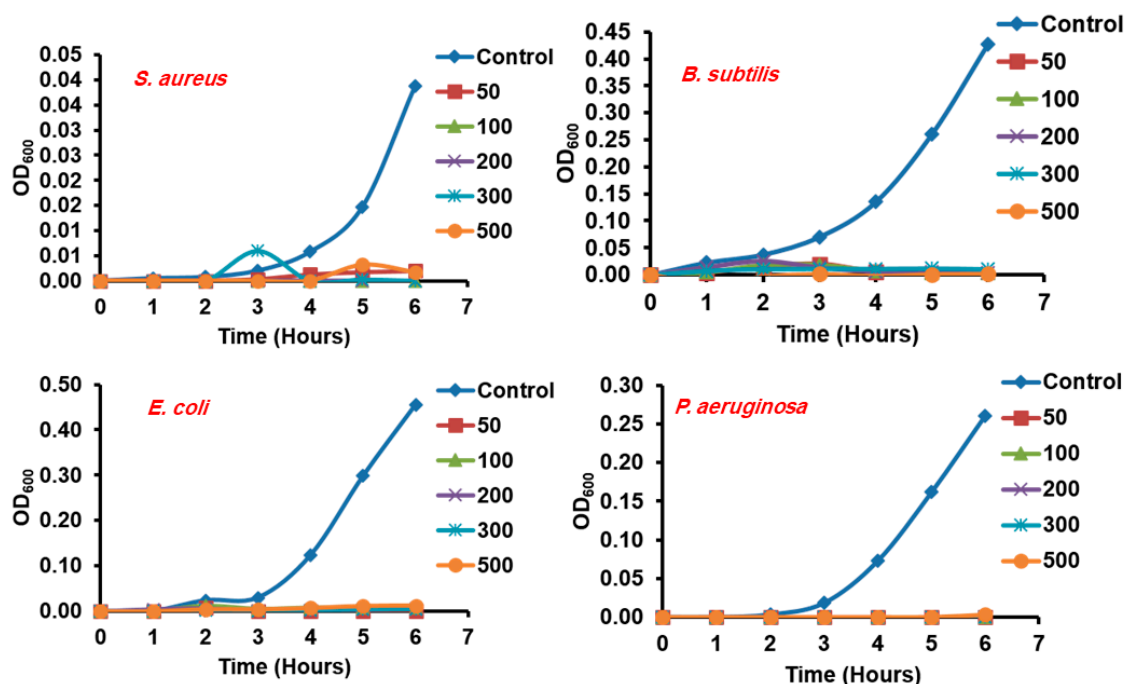 S. aureus
OD600
0.05
0.04
0.04
0.03
0.03
0.02
0.02
0.01
0.01
0.00
0 1 2 3 4 5 6 7
Time (Hours)
Control
50
100
200
300
500
B. subtilis
OD600
0.45
0.40
0.35
0.30
0.25
0.20
0.15
0.10
0.05
0.00
0 1 2 3 4 5 6 7
Time (Hours)
Control
50
100
200
300
500
E. coli
OD600
0.50
0.40
0.30
0.20
0.10
0.00
0 1 2 3 4 5 6 7
Time (Hours)
Control
50
100
200
300
500
P. aeruginosa
OD600
0.30
0.25
0.20
0.15
0.10
0.05
0.00
0 1 2 3 4 5 6 7
Time (Hours)
Control
50
100
200
300
500